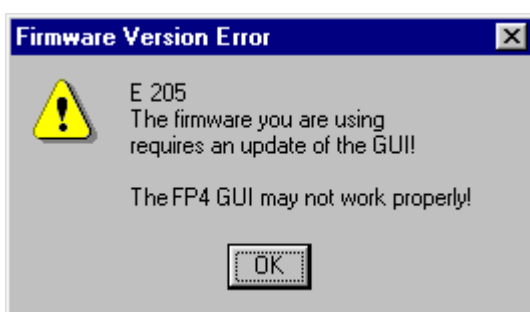 Firmware Version Error
E 205
The firmware you are using
requires an update of the GUI!
The FP4 GUI may not work properly!
OK